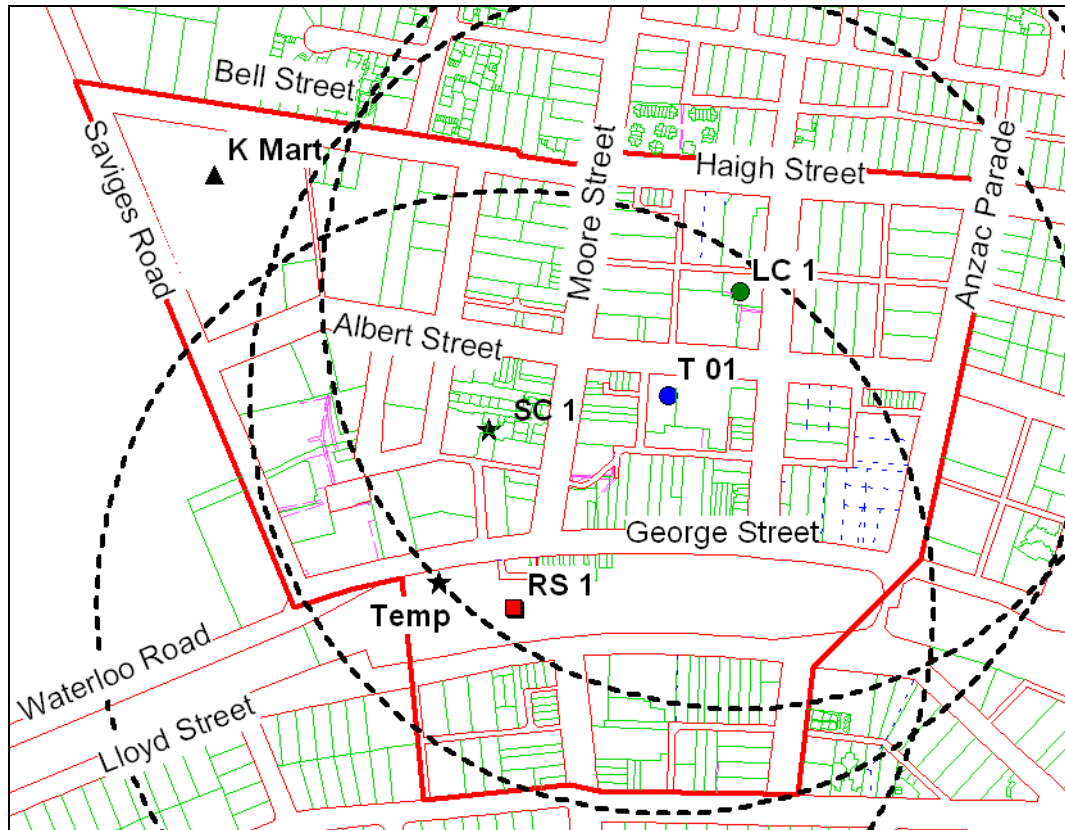 Bell Street
K Mart
Saviges Road
Moore Street
Haigh Street
Anzac Parade
LC 1
Albert Street
T 01
SC 1
George Street
RS 1
Temp
Waterloo Road
Lloyd Street